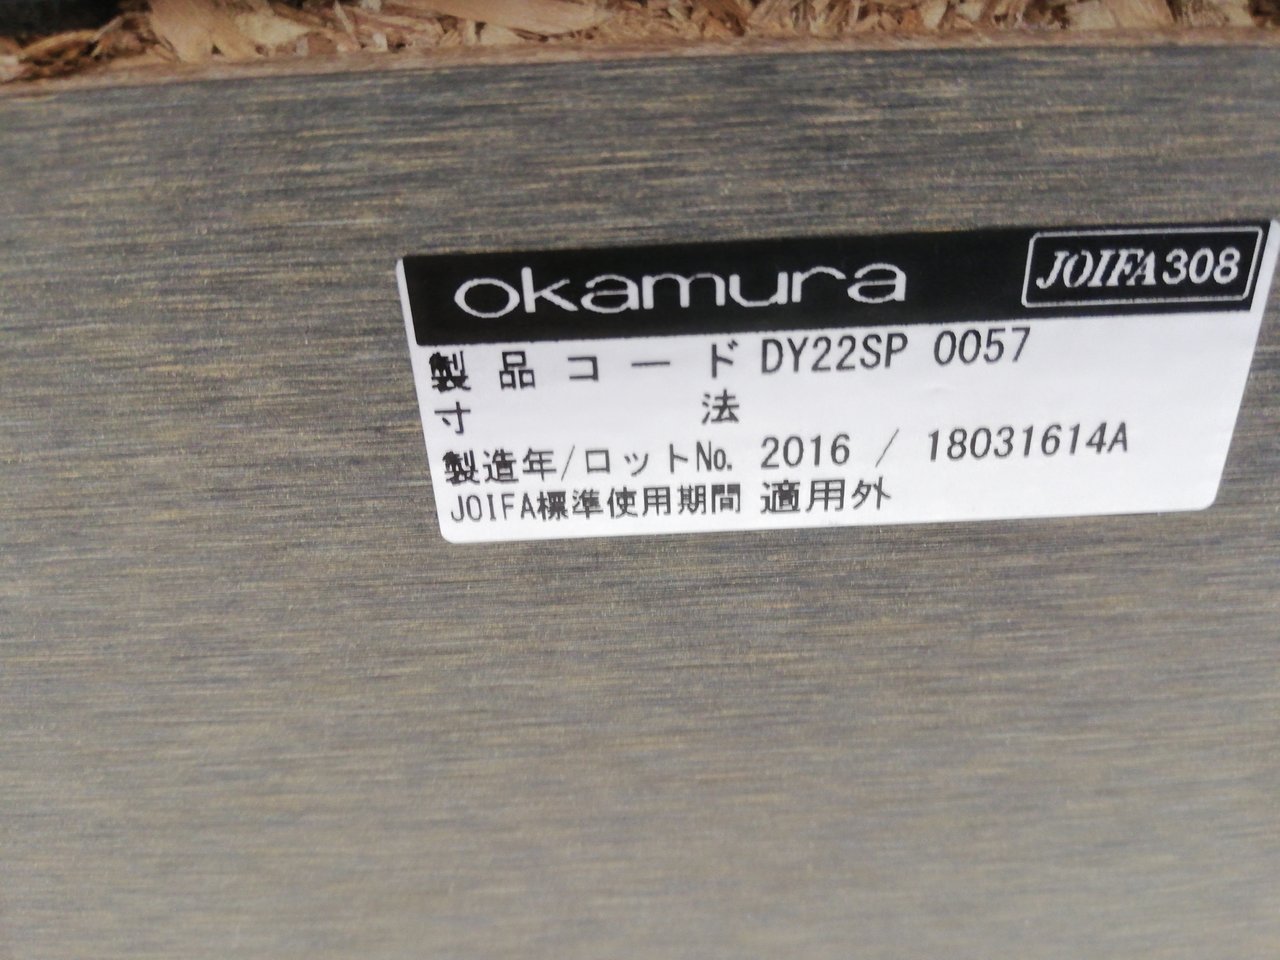 okamura JOIFA308
製品コード DY22SP 0057
寸法
製造年/ロットNo. 2016 / 18031614A
JOIFA標準使用期間 適用外